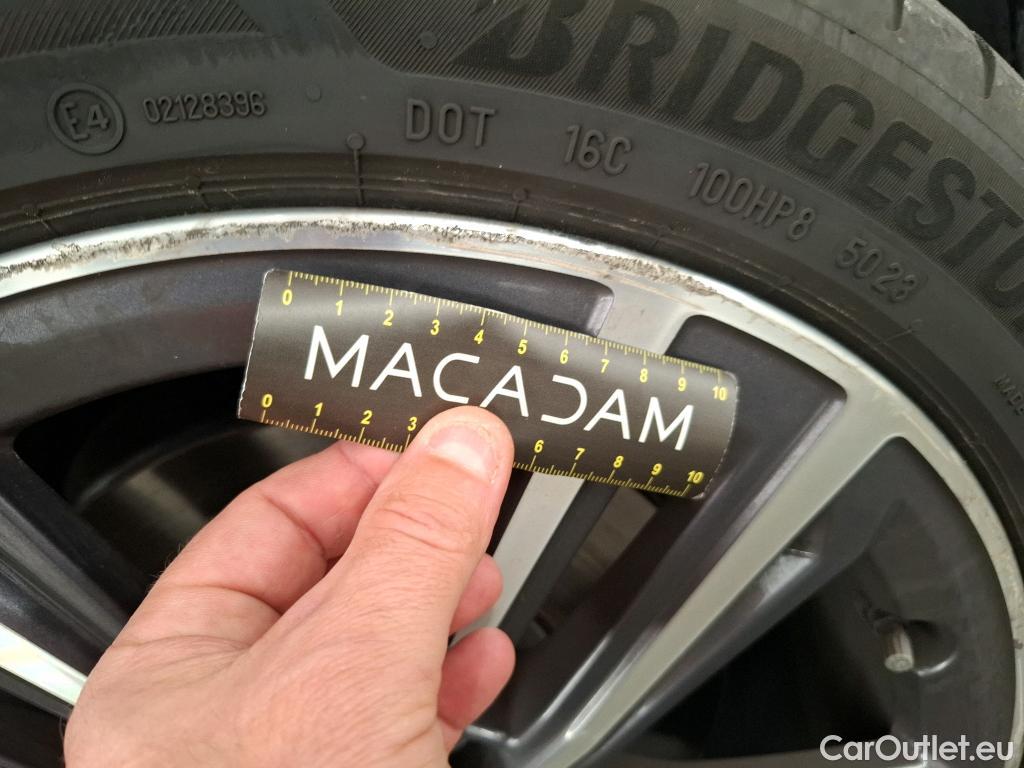 BRIDGESTO
E4 02128396 DOT 16C 100HP8 5023
MADE
0 1 2 3 4 5 6 7 8 9 10
MACADAM
0 1 2 3 6 7 8 9 10
CarOutlet.eu